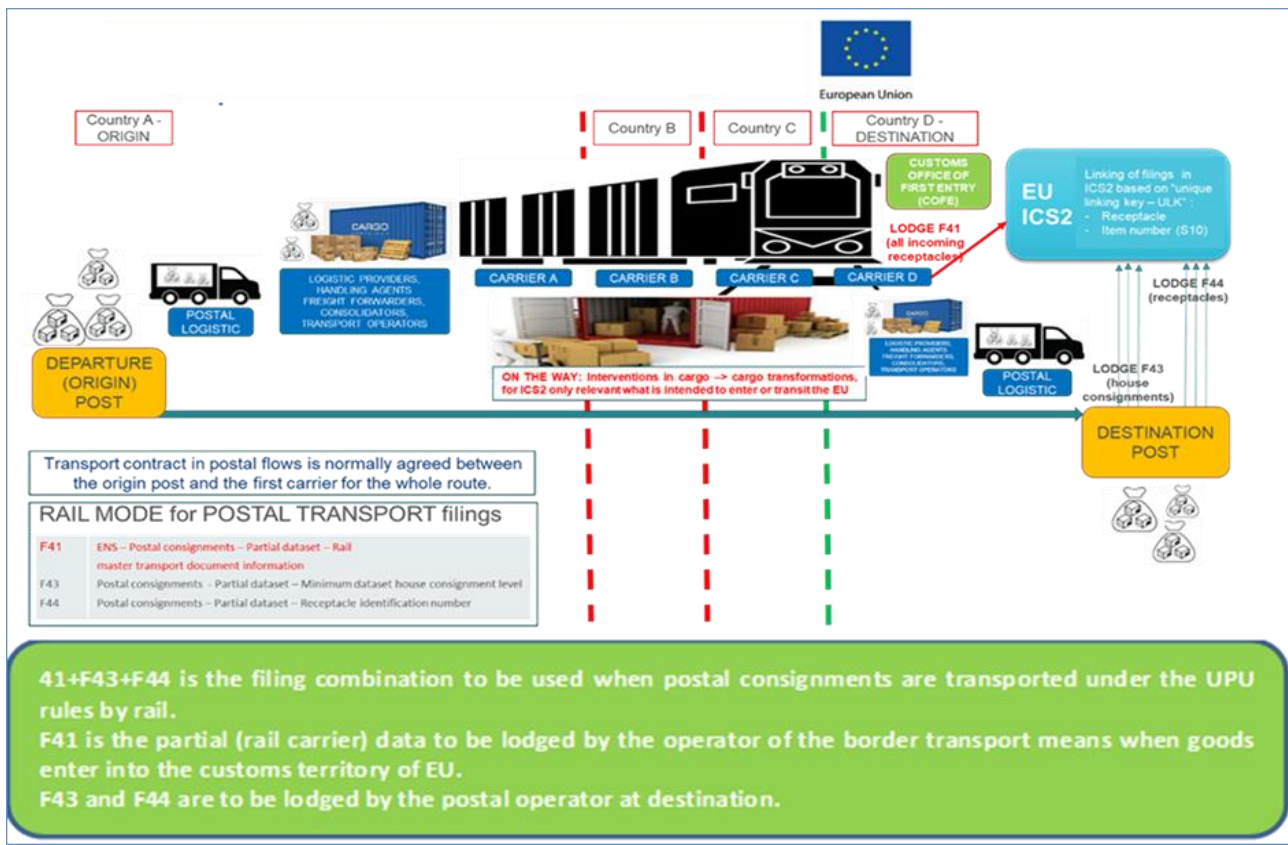 European Union
Country A -
ORIGIN
Country B
Country C
Country D -
DESTINATION
CUSTOMS
OFFICE OF
FIRST ENTRY
(COFE)
EU
ICS2
Linking of filings in
ICS2 based on "unique
linking key – ULK" :
- Receptacle
- Item number (S10)
CARGO
LODGE F41
(all incoming
receptacles)
CARRIER A
CARRIER B
CARRIER C
CARRIER D
LOGISTIC PROVIDERS,
HANDLING AGENTS
FREIGHT FORWARDERS,
CONSOLIDATORS,
TRANSPORT OPERATORS
POSTAL
LOGISTIC
LODGE F44
(receptacles)
CARGO
LOGISTIC PROVIDERS,
HANDLING AGENTS
FREIGHT FORWARDERS,
CONSOLIDATORS,
TRANSPORT OPERATORS
POSTAL
LOGISTIC
DEPARTURE
(ORIGIN)
POST
ON THE WAY: Interventions in cargo –> cargo transformations,
for ICS2 only relevant what is intended to enter or transit the EU
LODGE F43
(house
consignments)
DESTINATION
POST
Transport contract in postal flows is normally agreed between
the origin post and the first carrier for the whole route.
RAIL MODE for POSTAL TRANSPORT filings
F41 ENS – Postal consignments – Partial dataset – Rail
master transport document information
F43 Postal consignments - Partial dataset – Minimum dataset house consignment level
F44 Postal consignments – Partial dataset – Receptacle identification number
41+F43+F44 is the filing combination to be used when postal consignments are transported under the UPU
rules by rail.
F41 is the partial (rail carrier) data to be lodged by the operator of the border transport means when goods
enter into the customs territory of EU.
F43 and F44 are to be lodged by the postal operator at destination.